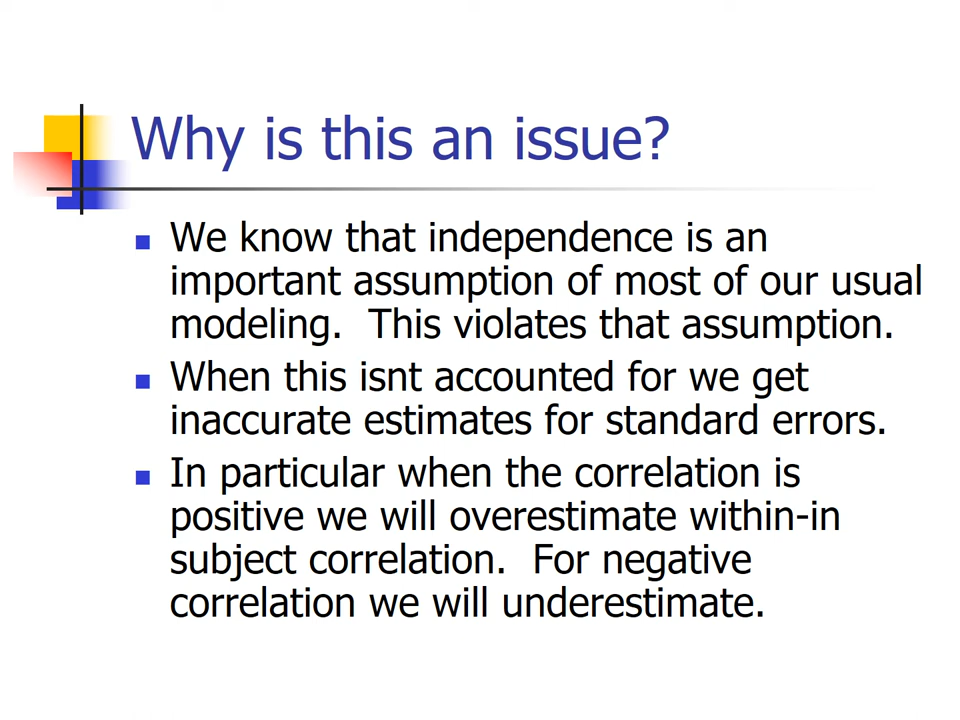 Why is this an issue?
We know that independence is an
important assumption of most of our usual
modeling.  This violates that assumption.
When this isnt accounted for we get
inaccurate estimates for standard errors.
In particular when the correlation is
positive we will overestimate within-in
subject correlation.  For negative
correlation we will underestimate.